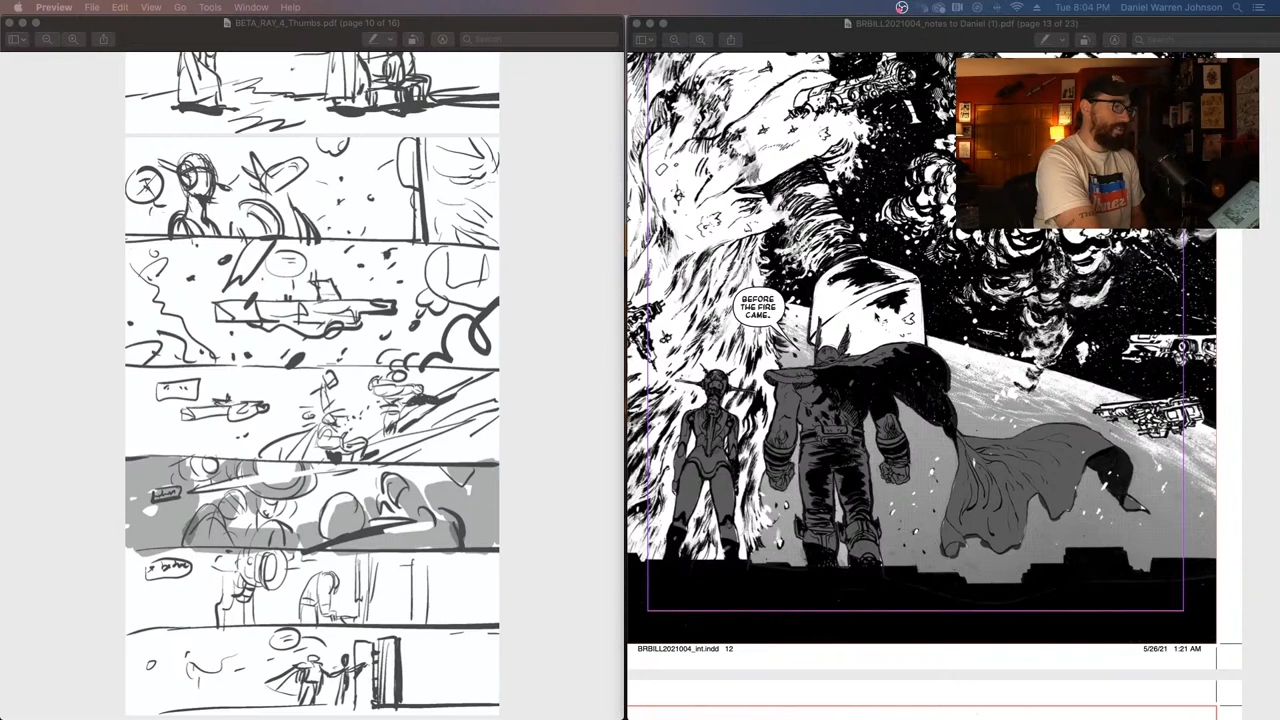 Preview File Edit View Go Tools Window Help
Tue 8:04 PM Daniel Warren Johnson
BETA_RAY_4_Thumbs.pdf (page 10 of 16)
Search
BRBILL2021004_notes to Daniel (1).pdf (page 13 of 23)
Search
BEFORE
THE FIRE
CAME.
BRBILL2021004_int.indd 12
5/26/21 1:21 AM